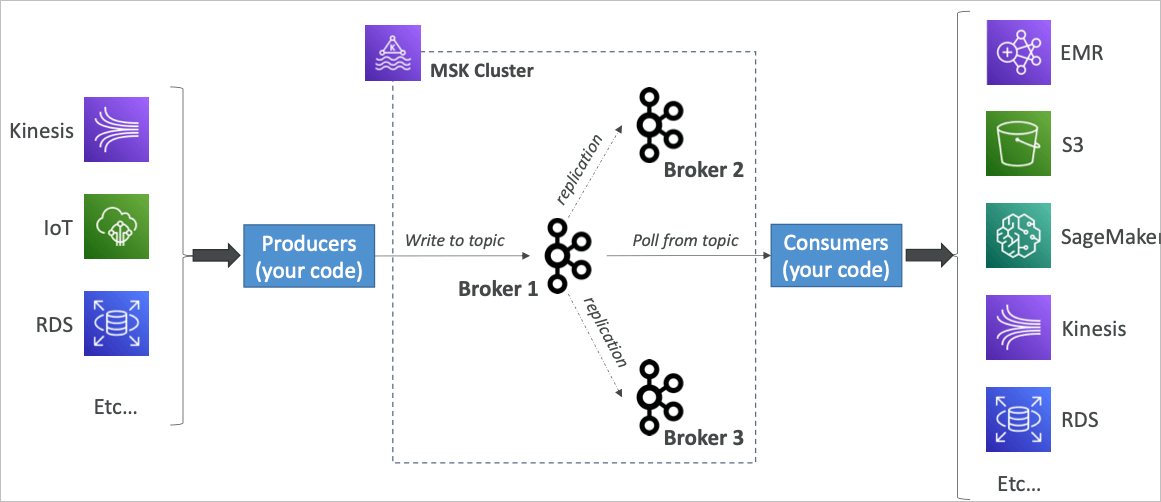 Kinesis
IoT
RDS
Etc...
Producers
(your code)
MSK Cluster
K
Write to topic
replication
Broker 2
Broker 1
replication
Broker 3
Poll from topic
Consumers
(your code)
EMR
S3
SageMaker
Kinesis
RDS
Etc...